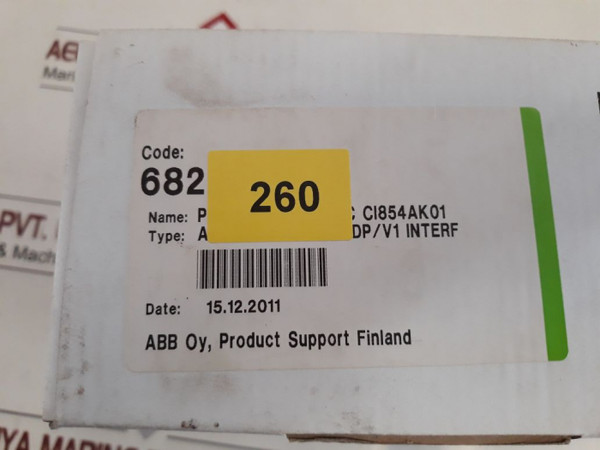 Code:
682
260
Name: P C CI854AK01
Type: A DP/V1 INTERF
Date: 15.12.2011
ABB Oy, Product Support Finland
PVT.
& Mach